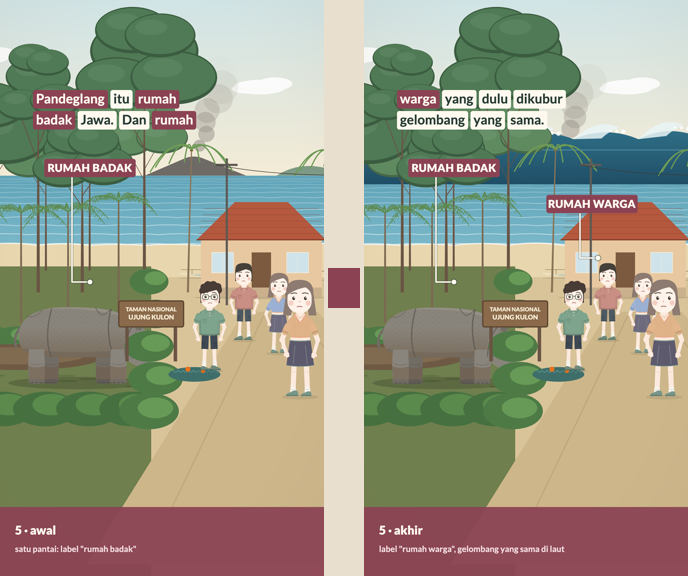 Pandeglang itu rumah
badak Jawa. Dan rumah
RUMAH BADAK
TAMAN NASIONAL
UJUNG KULON
5 · awal
satu pantai: label "rumah badak"
warga yang dulu dikubur
gelombang yang sama.
RUMAH BADAK
RUMAH WARGA
TAMAN NASIONAL
UJUNG KULON
5 · akhir
label "rumah warga", gelombang yang sama di laut